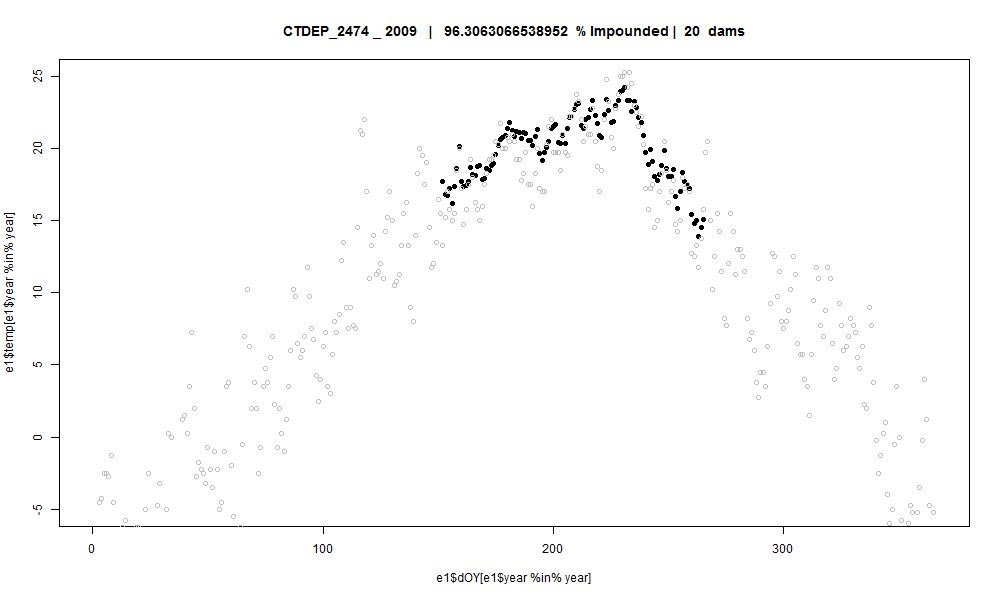 CTDEP_2474 _ 2009 | 96.3063066538952 % Impounded | 20 dams
e1$temp[e1$year %in% year]
25
20
15
10
5
0
-5
0 100 200 300
e1$dOY[e1$year %in% year]